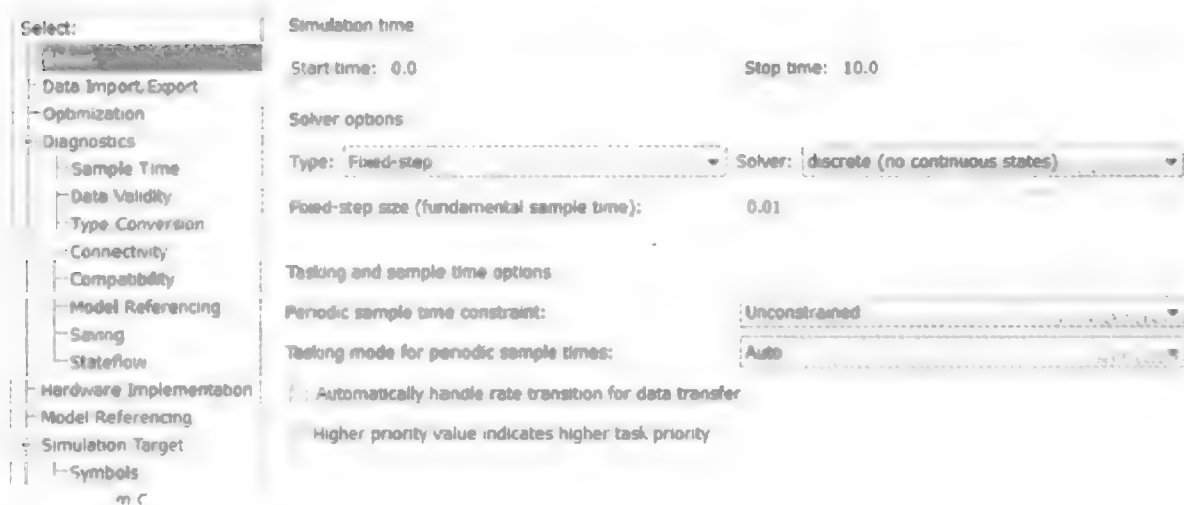 Select:
Data Import/Export
Optimization
Diagnostics
Sample Time
Data Validity
Type Conversion
Connectivity
Compatibility
Model Referencing
Saving
Stateflow
Hardware Implementation
Model Referencing
Simulation Target
Symbols
Simulation time
Start time: 0.0 Stop time: 10.0
Solver options
Type: Fixed-step Solver: discrete (no continuous states)
Fixed-step size (fundamental sample time): 0.01
Tasking and sample time options
Periodic sample time constraint: Unconstrained
Tasking mode for periodic sample times: Auto
Automatically handle rate transition for data transfer
Higher priority value indicates higher task priority